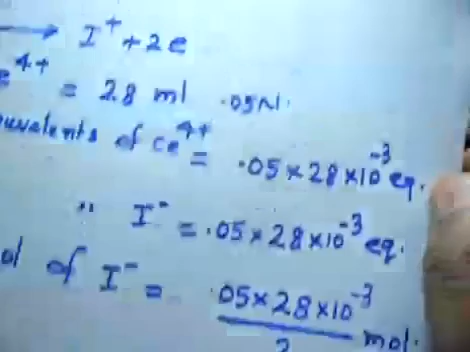 → I⁺ + 2e
e⁴⁺ = 28 ml .05N.
uivalents of Ce⁴⁺ = .05×28×10⁻³ eq.
" I⁻ = .05×28×10⁻³ eq.
ol of I⁻ = .05×28×10⁻³ / 2 mol.